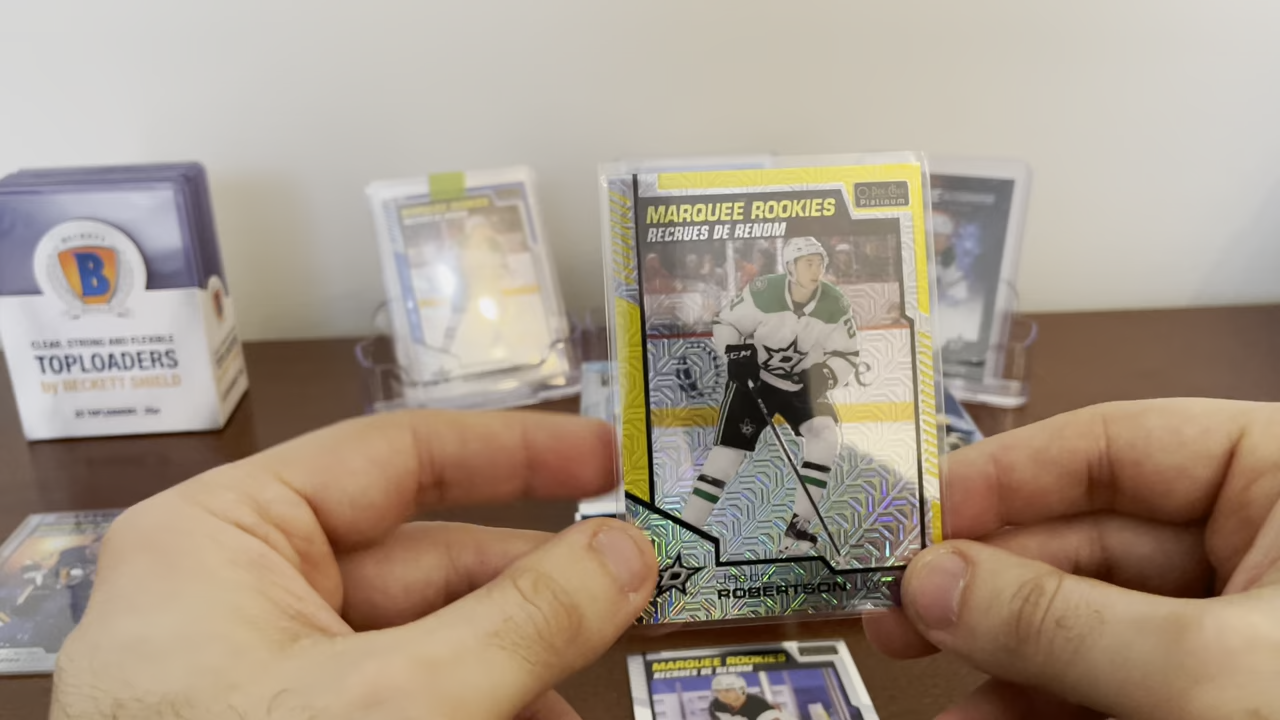 B
CLEAR, STRONG AND FLEXIBLE
TOPLOADERS
by BECKETT SHIELD
O-Pee-Chee
Platinum
MARQUEE ROOKIES
RECRUES DE RENOM
CCM
ROBERTSON
MARQUEE ROOKIES
RECRUES DE RENOM